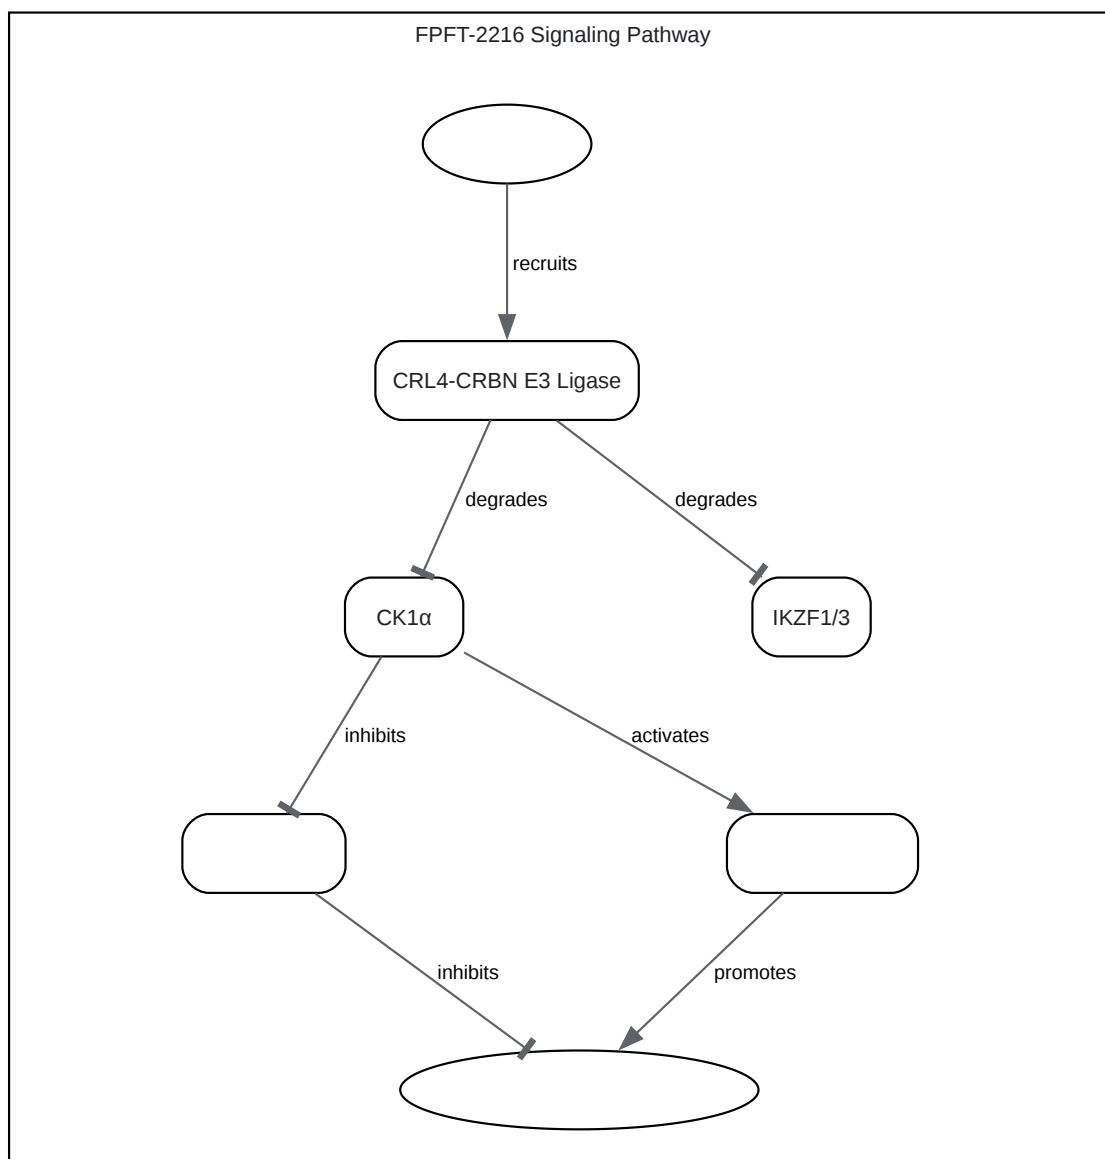 FPFT-2216 Signaling Pathway
recruits
CRL4-CRBN E3 Ligase
degrades
degrades
CK1α
IKZF1/3
inhibits
activates
inhibits
promotes